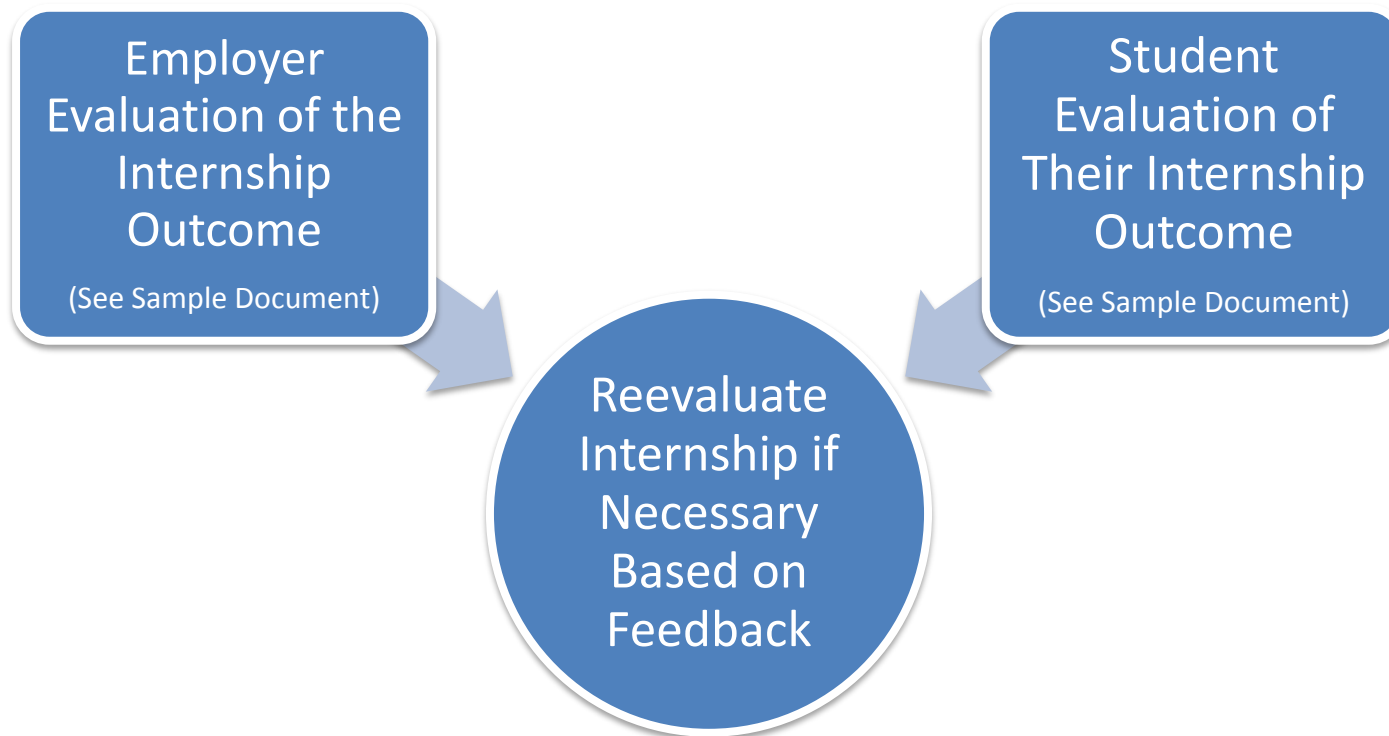 Employer
Evaluation of the
Internship
Outcome
(See Sample Document)
Student
Evaluation of
Their Internship
Outcome
(See Sample Document)
Reevaluate
Internship if
Necessary
Based on
Feedback